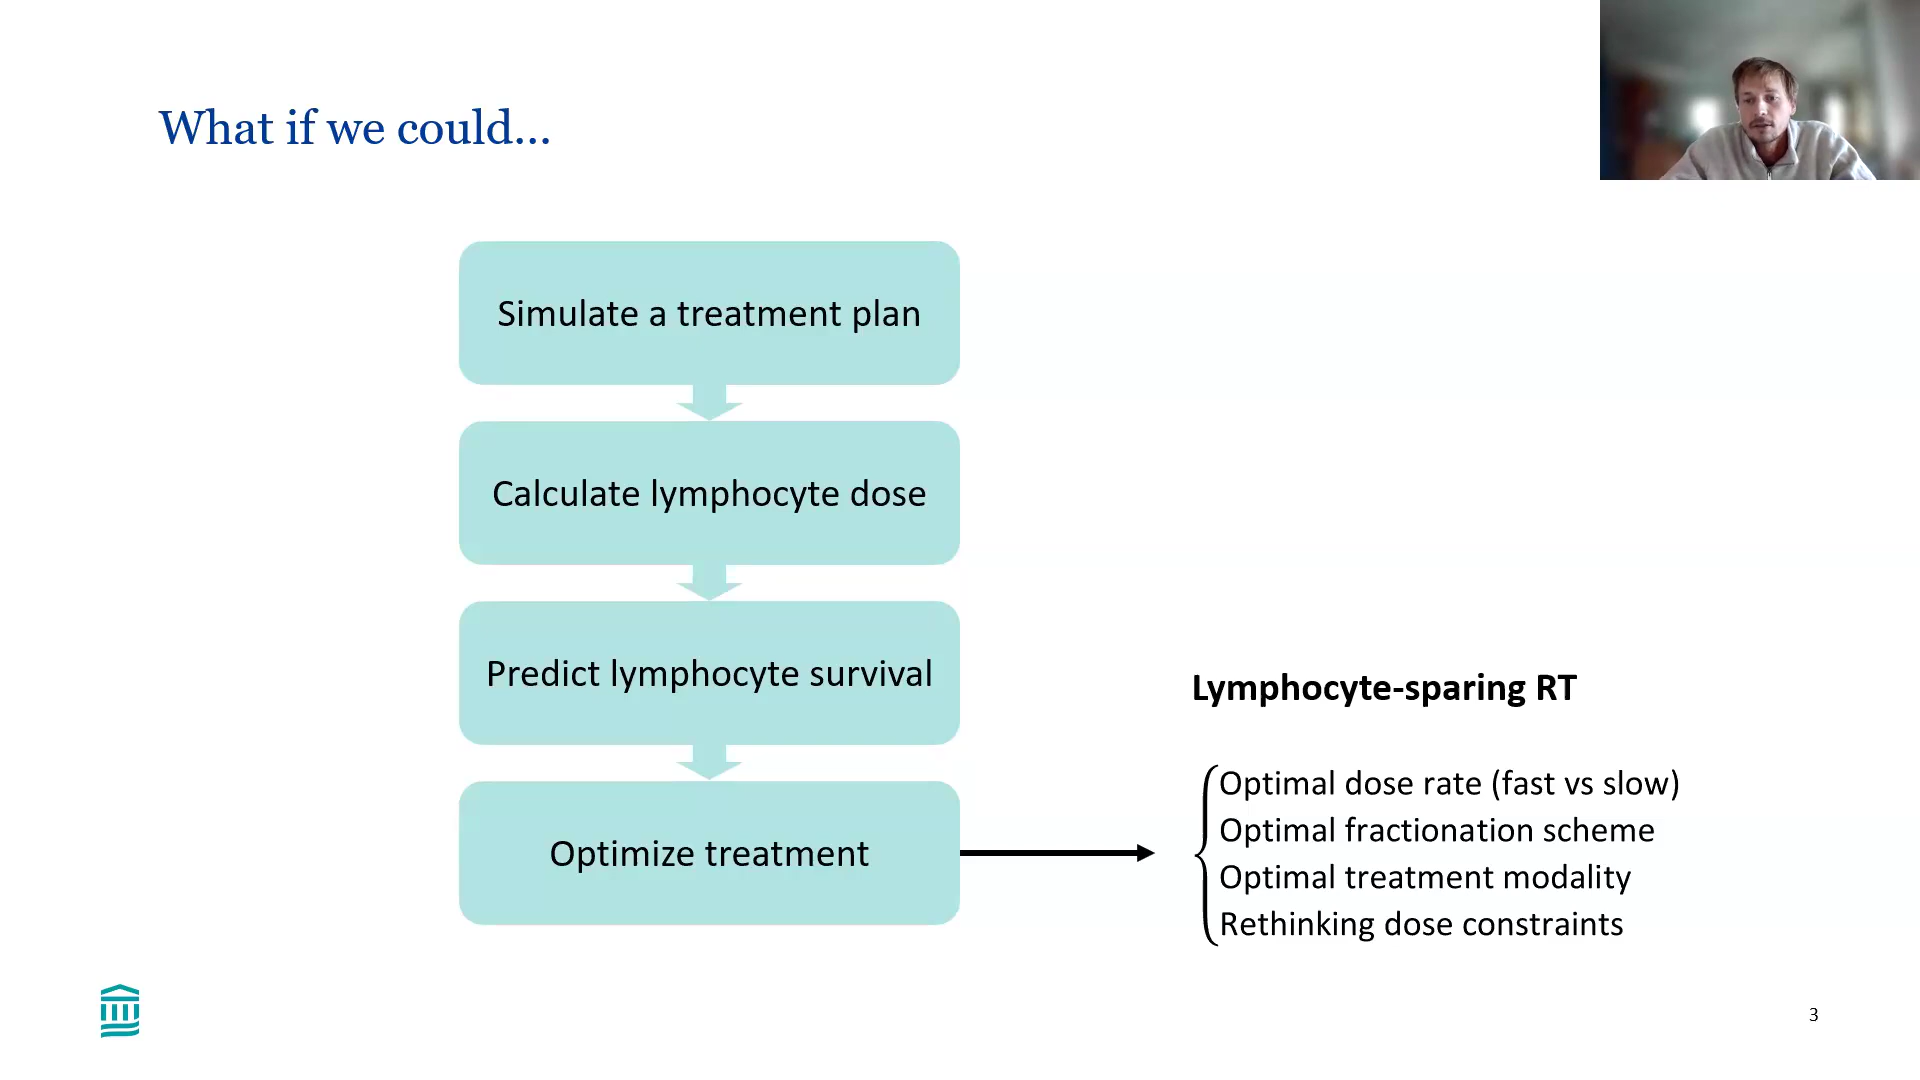 What if we could...
Simulate a treatment plan
Calculate lymphocyte dose
Predict lymphocyte survival
Optimize treatment
Lymphocyte-sparing RT
Optimal dose rate (fast vs slow)
Optimal fractionation scheme
Optimal treatment modality
Rethinking dose constraints
3